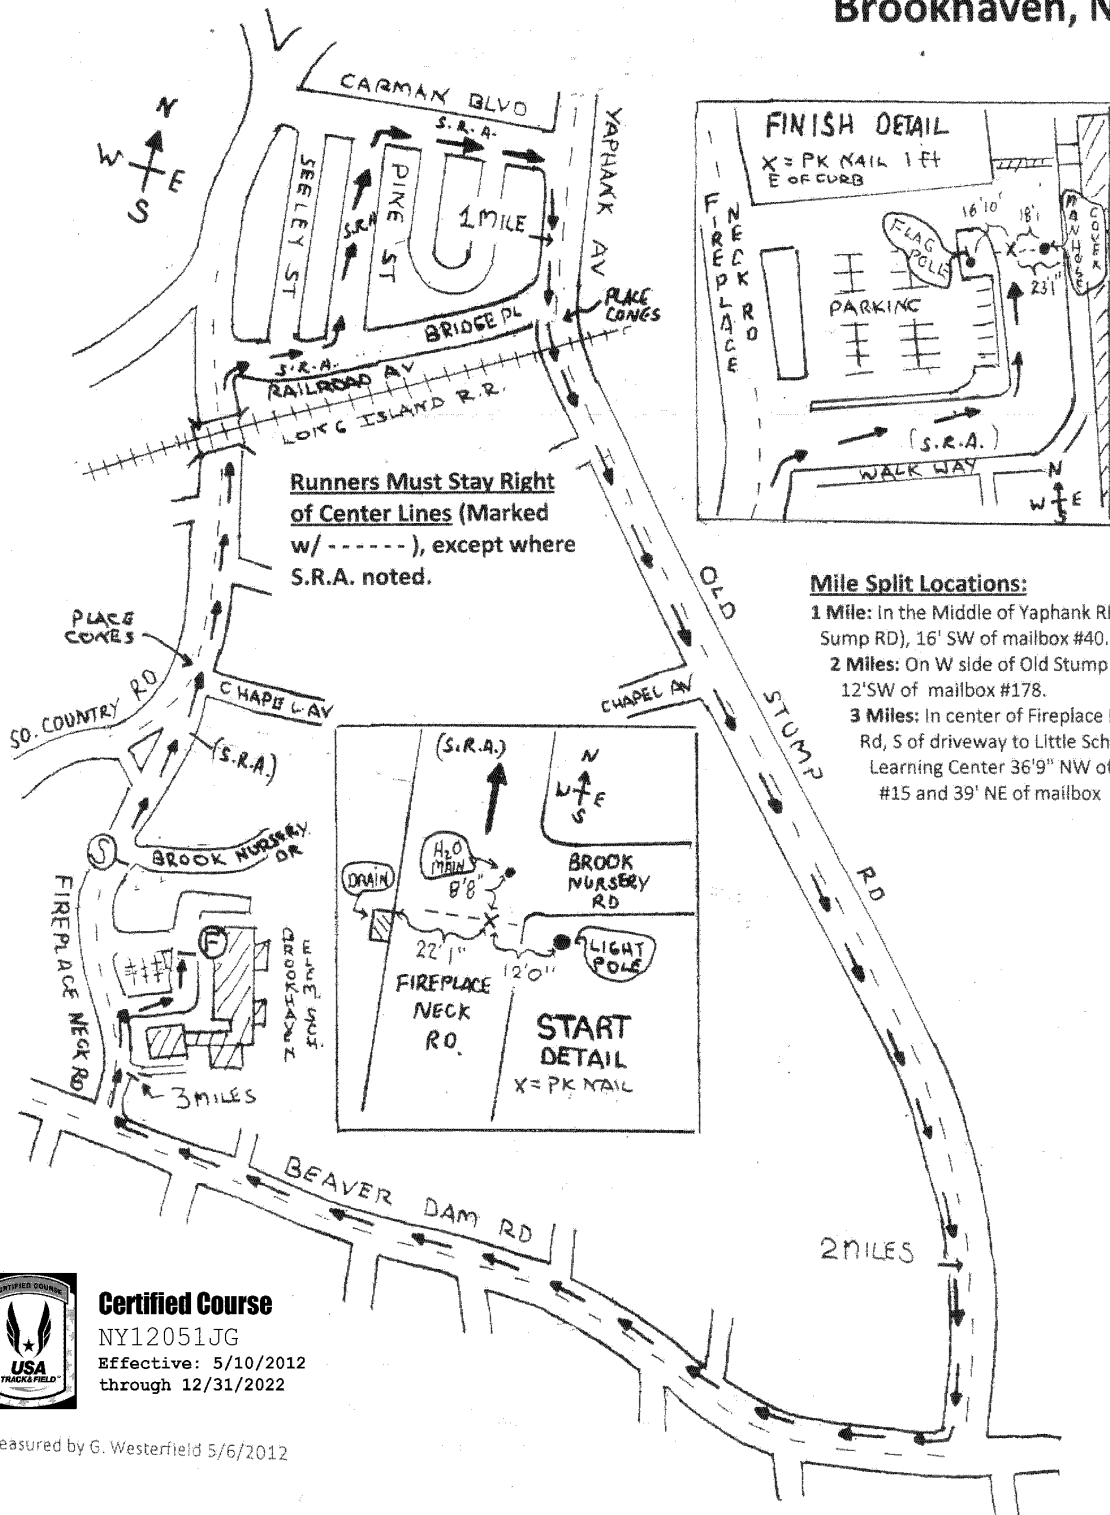 Brookhaven, N
CARMAN BLVD
S.R.A.
N
W
E
S
SEELEY ST
S.R.A
PINE ST
1 MILE
YAPHANK AV
PLACE
CONES
BRIDGE PL
S.R.A.
RAILROAD AV
LONG ISLAND R.R.
FINISH DETAIL
X = PK NAIL 1 Ft
E OF CURB
FIREPLACE
NECK RD
FLAG
POLE
16'10"
18'1
MANHOLE
COVER
23'1"
PARKING
(S.R.A.)
WALK WAY
N
W
E
S
Runners Must Stay Right
of Center Lines (Marked
w/ - - - - - - ), except where
S.R.A. noted.
Mile Split Locations:
1 Mile: In the Middle of Yaphank R
Sump RD), 16' SW of mailbox #40.
2 Miles: On W side of Old Stump
12'SW of mailbox #178.
3 Miles: In center of Fireplace
Rd, S of driveway to Little Sch
Learning Center 36'9" NW of
#15 and 39' NE of mailbox
PLACE
CONES
SO. COUNTRY RD
CHAPEL AV
(S.R.A.)
OLD STUMP RD
CHAPEL AV
S
BROOK NURSERY
DR
FIREPLACE NECK RD
F
BROOKHAVEN
3 MILES
(S.R.A.)
N
W
E
S
H₂O
MAIN
8'8"
DRAIN
BROOK
NURSERY
RD
22'1"
12'0"
LIGHT
POLE
FIREPLACE
NECK
RD.
START
DETAIL
X = PK NAIL
BEAVER DAM RD
2 MILES
CERTIFIED COURSE
USA
TRACK & FIELD
Certified Course
NY12051JG
Effective: 5/10/2012
through 12/31/2022
easured by G. Westerfield 5/6/2012